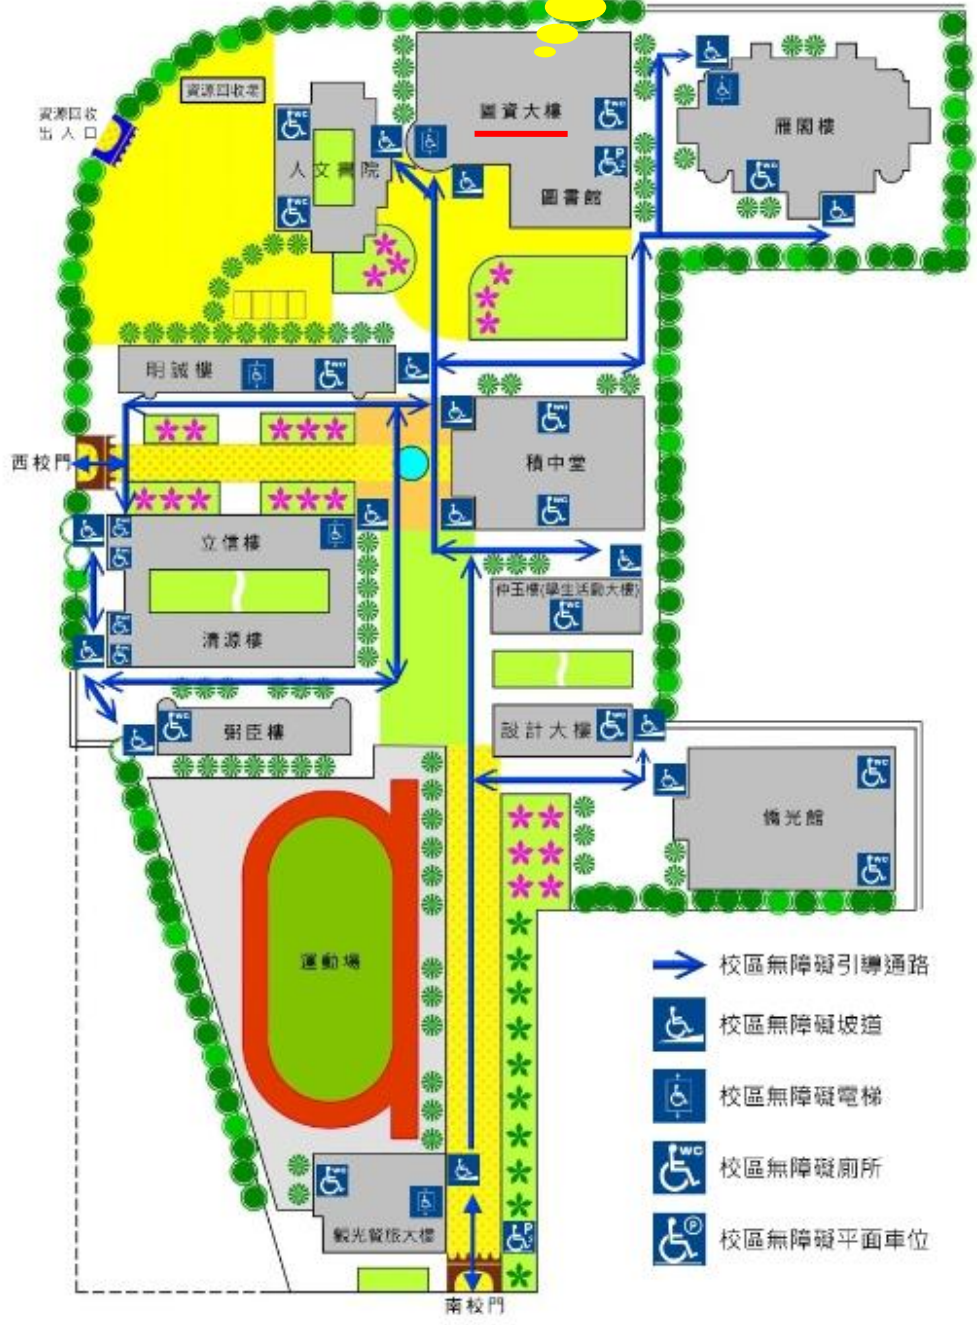 資源回收場
資源回收
出入口
人文書院
圖資大樓
圖書館
雁閣樓
明誠樓
積中堂
西校門
立信樓
清源樓
仲玉樓(學生活動大樓)
弼臣樓
設計大樓
僑光館
運動場
觀光餐旅大樓
南校門
校區無障礙引導通路
校區無障礙坡道
校區無障礙電梯
WC
校區無障礙廁所
P
校區無障礙平面車位